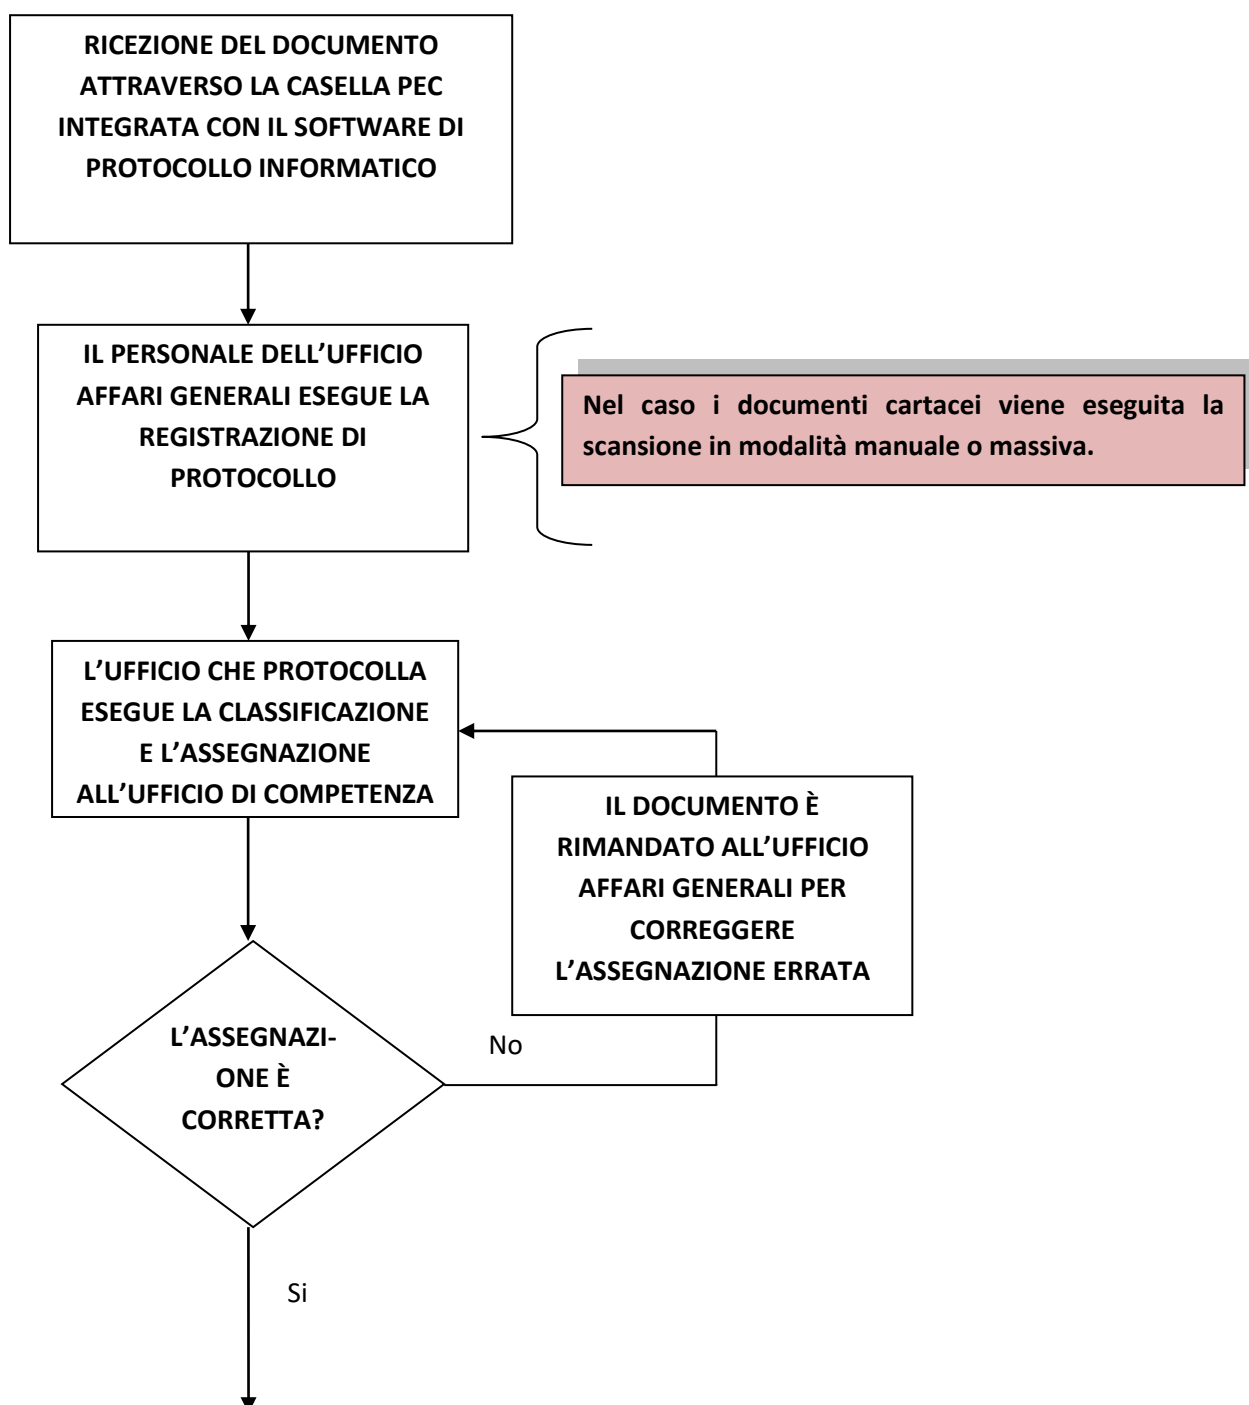 RICEZIONE DEL DOCUMENTO
ATTRAVERSO LA CASELLA PEC
INTEGRATA CON IL SOFTWARE DI
PROTOCOLLO INFORMATICO
IL PERSONALE DELL’UFFICIO
AFFARI GENERALI ESEGUE LA
REGISTRAZIONE DI
PROTOCOLLO
Nel caso i documenti cartacei viene eseguita la
scansione in modalità manuale o massiva.
L’UFFICIO CHE PROTOCOLLA
ESEGUE LA CLASSIFICAZIONE
E L’ASSEGNAZIONE
ALL’UFFICIO DI COMPETENZA
IL DOCUMENTO È
RIMANDATO ALL’UFFICIO
AFFARI GENERALI PER
CORREGGERE
L’ASSEGNAZIONE ERRATA
L’ASSEGNAZI-
ONE È
CORRETTA?
No
Si